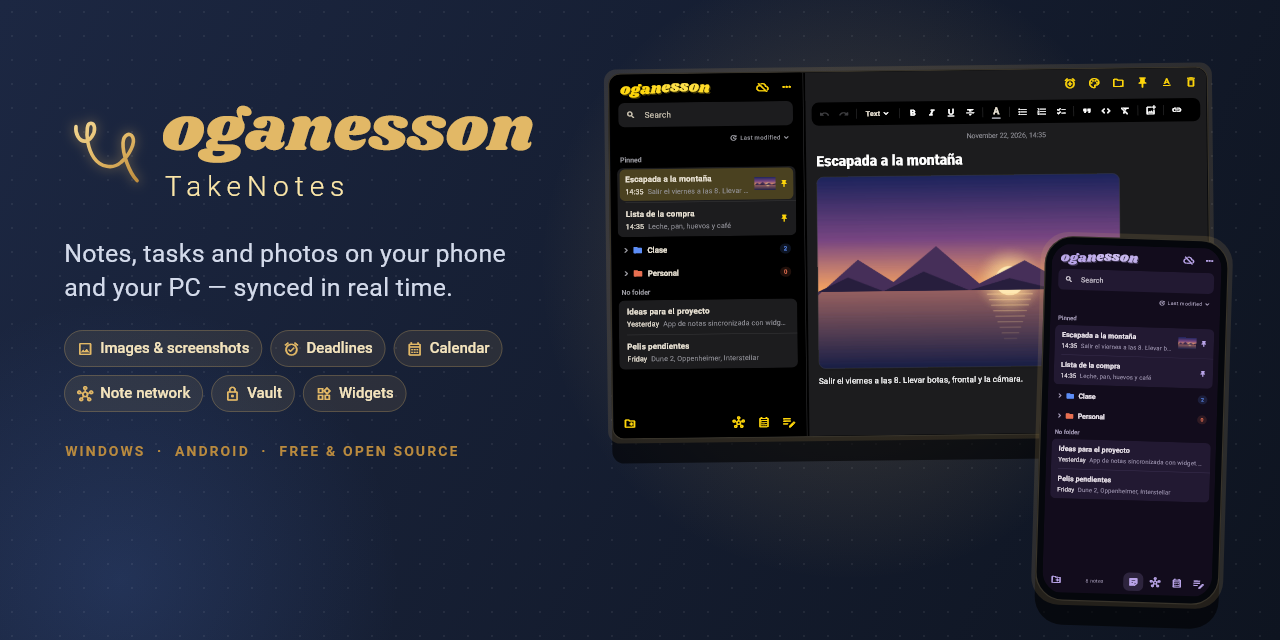 oganesson
TakeNotes
Notes, tasks and photos on your phone
and your PC — synced in real time.
Images & screenshots
Deadlines
Calendar
Note network
Vault
Widgets
WINDOWS · ANDROID · FREE & OPEN SOURCE
oganesson
Search
Last modified
Pinned
Escapada a la montaña
14:35 Salir el viernes a las 8. Llevar ...
Lista de la compra
14:35 Leche, pan, huevos y café
Clase 2
Personal 0
No folder
Ideas para el proyecto
Yesterday App de notas sincronizada con widg...
Pelis pendientes
Friday Dune 2, Oppenheimer, Interstellar
Text
B I U S A
November 22, 2026, 14:35
Escapada a la montaña
Salir el viernes a las 8. Llevar botas, frontal y la cámara.
oganesson
Search
Last modified
Pinned
Escapada a la montaña
14:35 Salir el viernes a las 8. Llevar b...
Lista de la compra
14:35 Leche, pan, huevos y café
Clase 2
Personal 0
No folder
Ideas para el proyecto
Yesterday App de notas sincronizada con widget...
Pelis pendientes
Friday Dune 2, Oppenheimer, Interstellar
notes